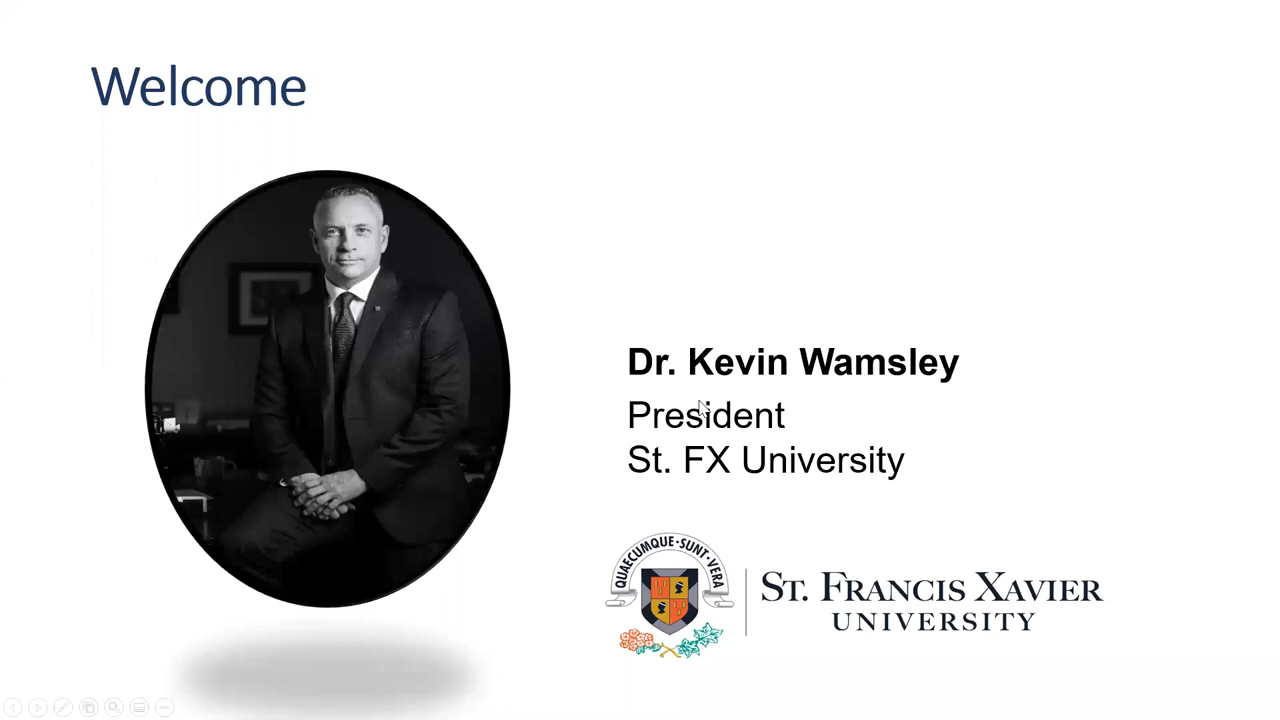 Welcome
Dr. Kevin Wamsley
President
St. FX University
QUAECUMQUE·SUNT·VERA
ST. FRANCIS XAVIER
UNIVERSITY